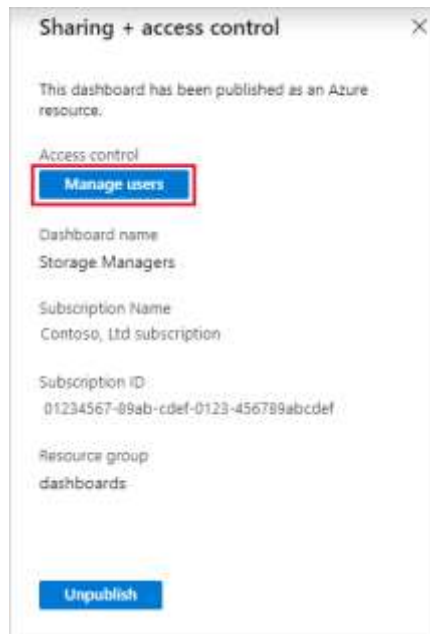 Sharing + access control
This dashboard has been published as an Azure
resource.
Access control
Manage users
Dashboard name
Storage Managers
Subscription Name
Contoso, Ltd subscription
Subscription ID
01234567-89ab-cdef-0123-456789abcdef
Resource group
dashboards
Unpublish